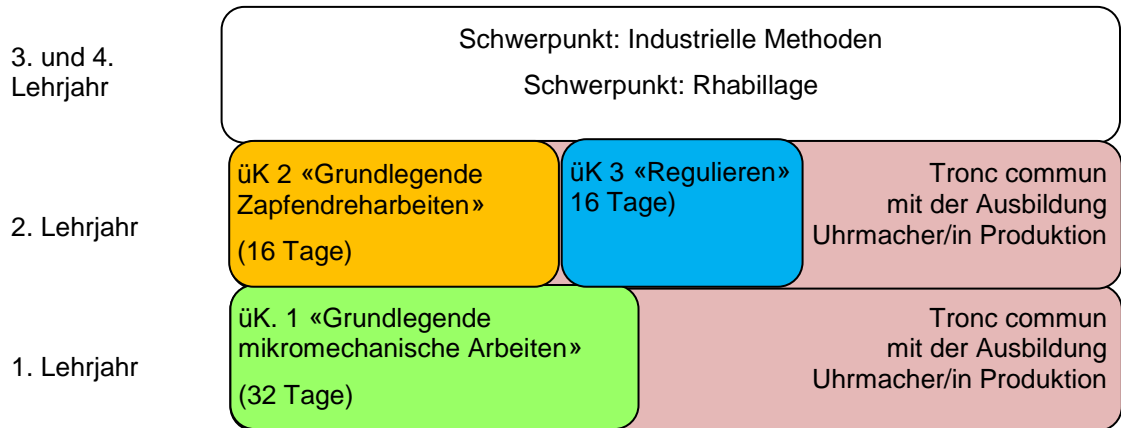 3. und 4.
Lehrjahr
Schwerpunkt: Industrielle Methoden
Schwerpunkt: Rhabillage
2. Lehrjahr
üK 2 «Grundlegende
Zapfendreharbeiten»
(16 Tage)
üK 3 «Regulieren»
16 Tage)
Tronc commun
mit der Ausbildung
Uhrmacher/in Produktion
1. Lehrjahr
üK. 1 «Grundlegende
mikromechanische Arbeiten»
(32 Tage)
Tronc commun
mit der Ausbildung
Uhrmacher/in Produktion